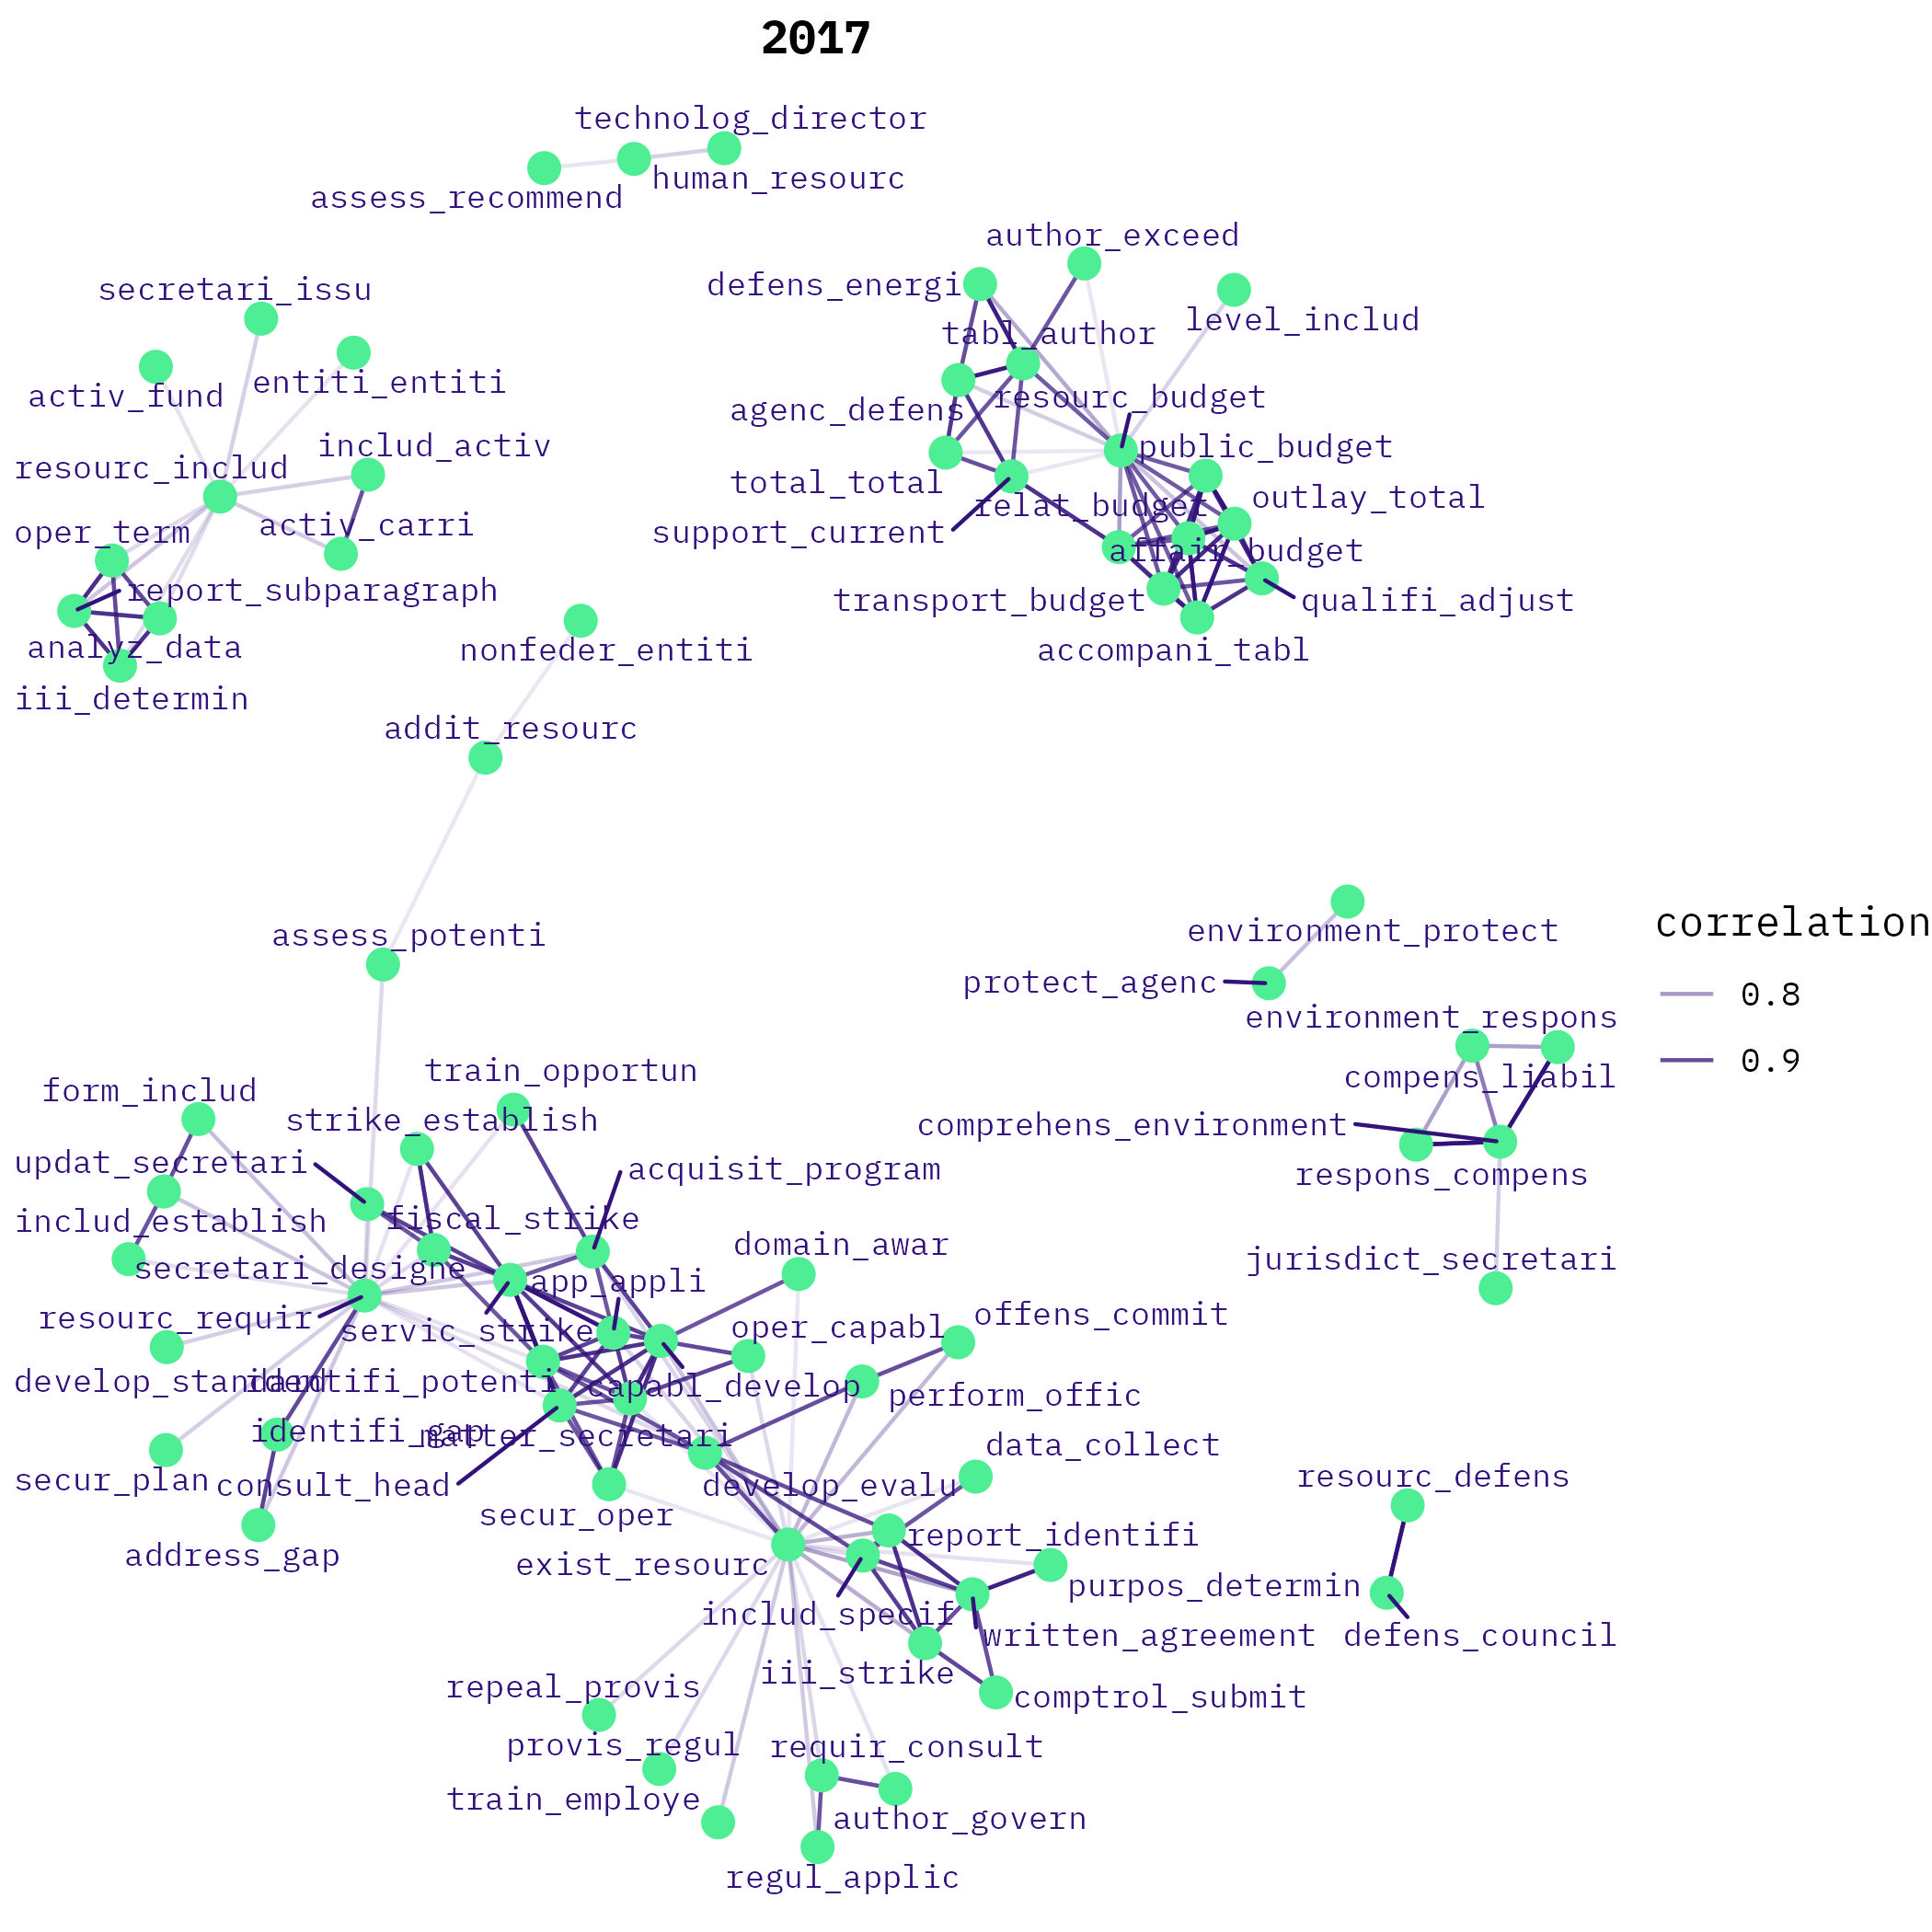 2017
technolog_director
human_resourc
assess_recommend
author_exceed
defens_energi
secretari_issu
level_includ
tabl_author
entiti_entiti
activ_fund
resourc_budget
agenc_defens
includ_activ
public_budget
resourc_includ
total_total
outlay_total
relat_budget
activ_carri
oper_term
support_current
affair_budget
report_subparagraph
transport_budget
qualifi_adjust
analyz_data
nonfeder_entiti
accompani_tabl
iii_determin
addit_resourc
assess_potenti
environment_protect
correlation
protect_agenc
0.8
environment_respons
0.9
train_opportun
compens_liabil
form_includ
strike_establish
comprehens_environment
updat_secretari
acquisit_program
respons_compens
includ_establish
fiscal_strike
domain_awar
jurisdict_secretari
secretari_designe
app_appli
offens_commit
resourc_requir
servic_strike
oper_capabl
develop_standard
identifi_potenti
capabl_develop
perform_offic
identifi_gap
matter_secretari
data_collect
secur_plan
consult_head
develop_evalu
resourc_defens
secur_oper
report_identifi
address_gap
exist_resourc
purpos_determin
includ_specif
written_agreement
defens_council
iii_strike
repeal_provis
comptrol_submit
provis_regul
requir_consult
train_employe
author_govern
regul_applic